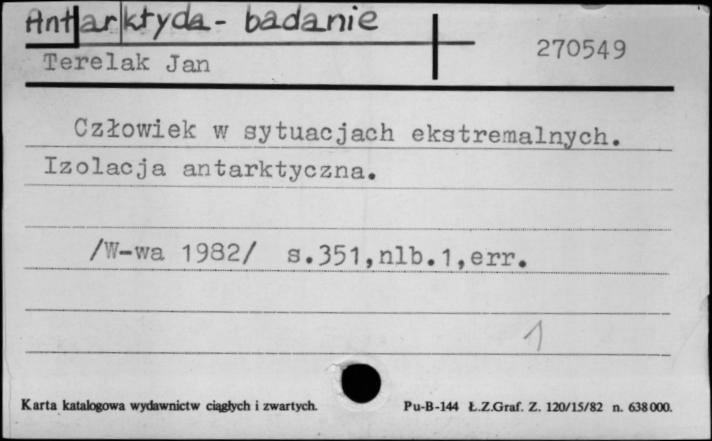 Antarktyda - badanie
270549
Terelak Jan
Człowiek w sytuacjach ekstremalnych.
Izolacja antarktyczna.
/W-wa 1982/ s.351,nlb.1,err.
1
Karta katalogowa wydawnictw ciągłych i zwartych. Pu-B-144 Ł.Z.Graf. Z. 120/15/82 n. 638000.